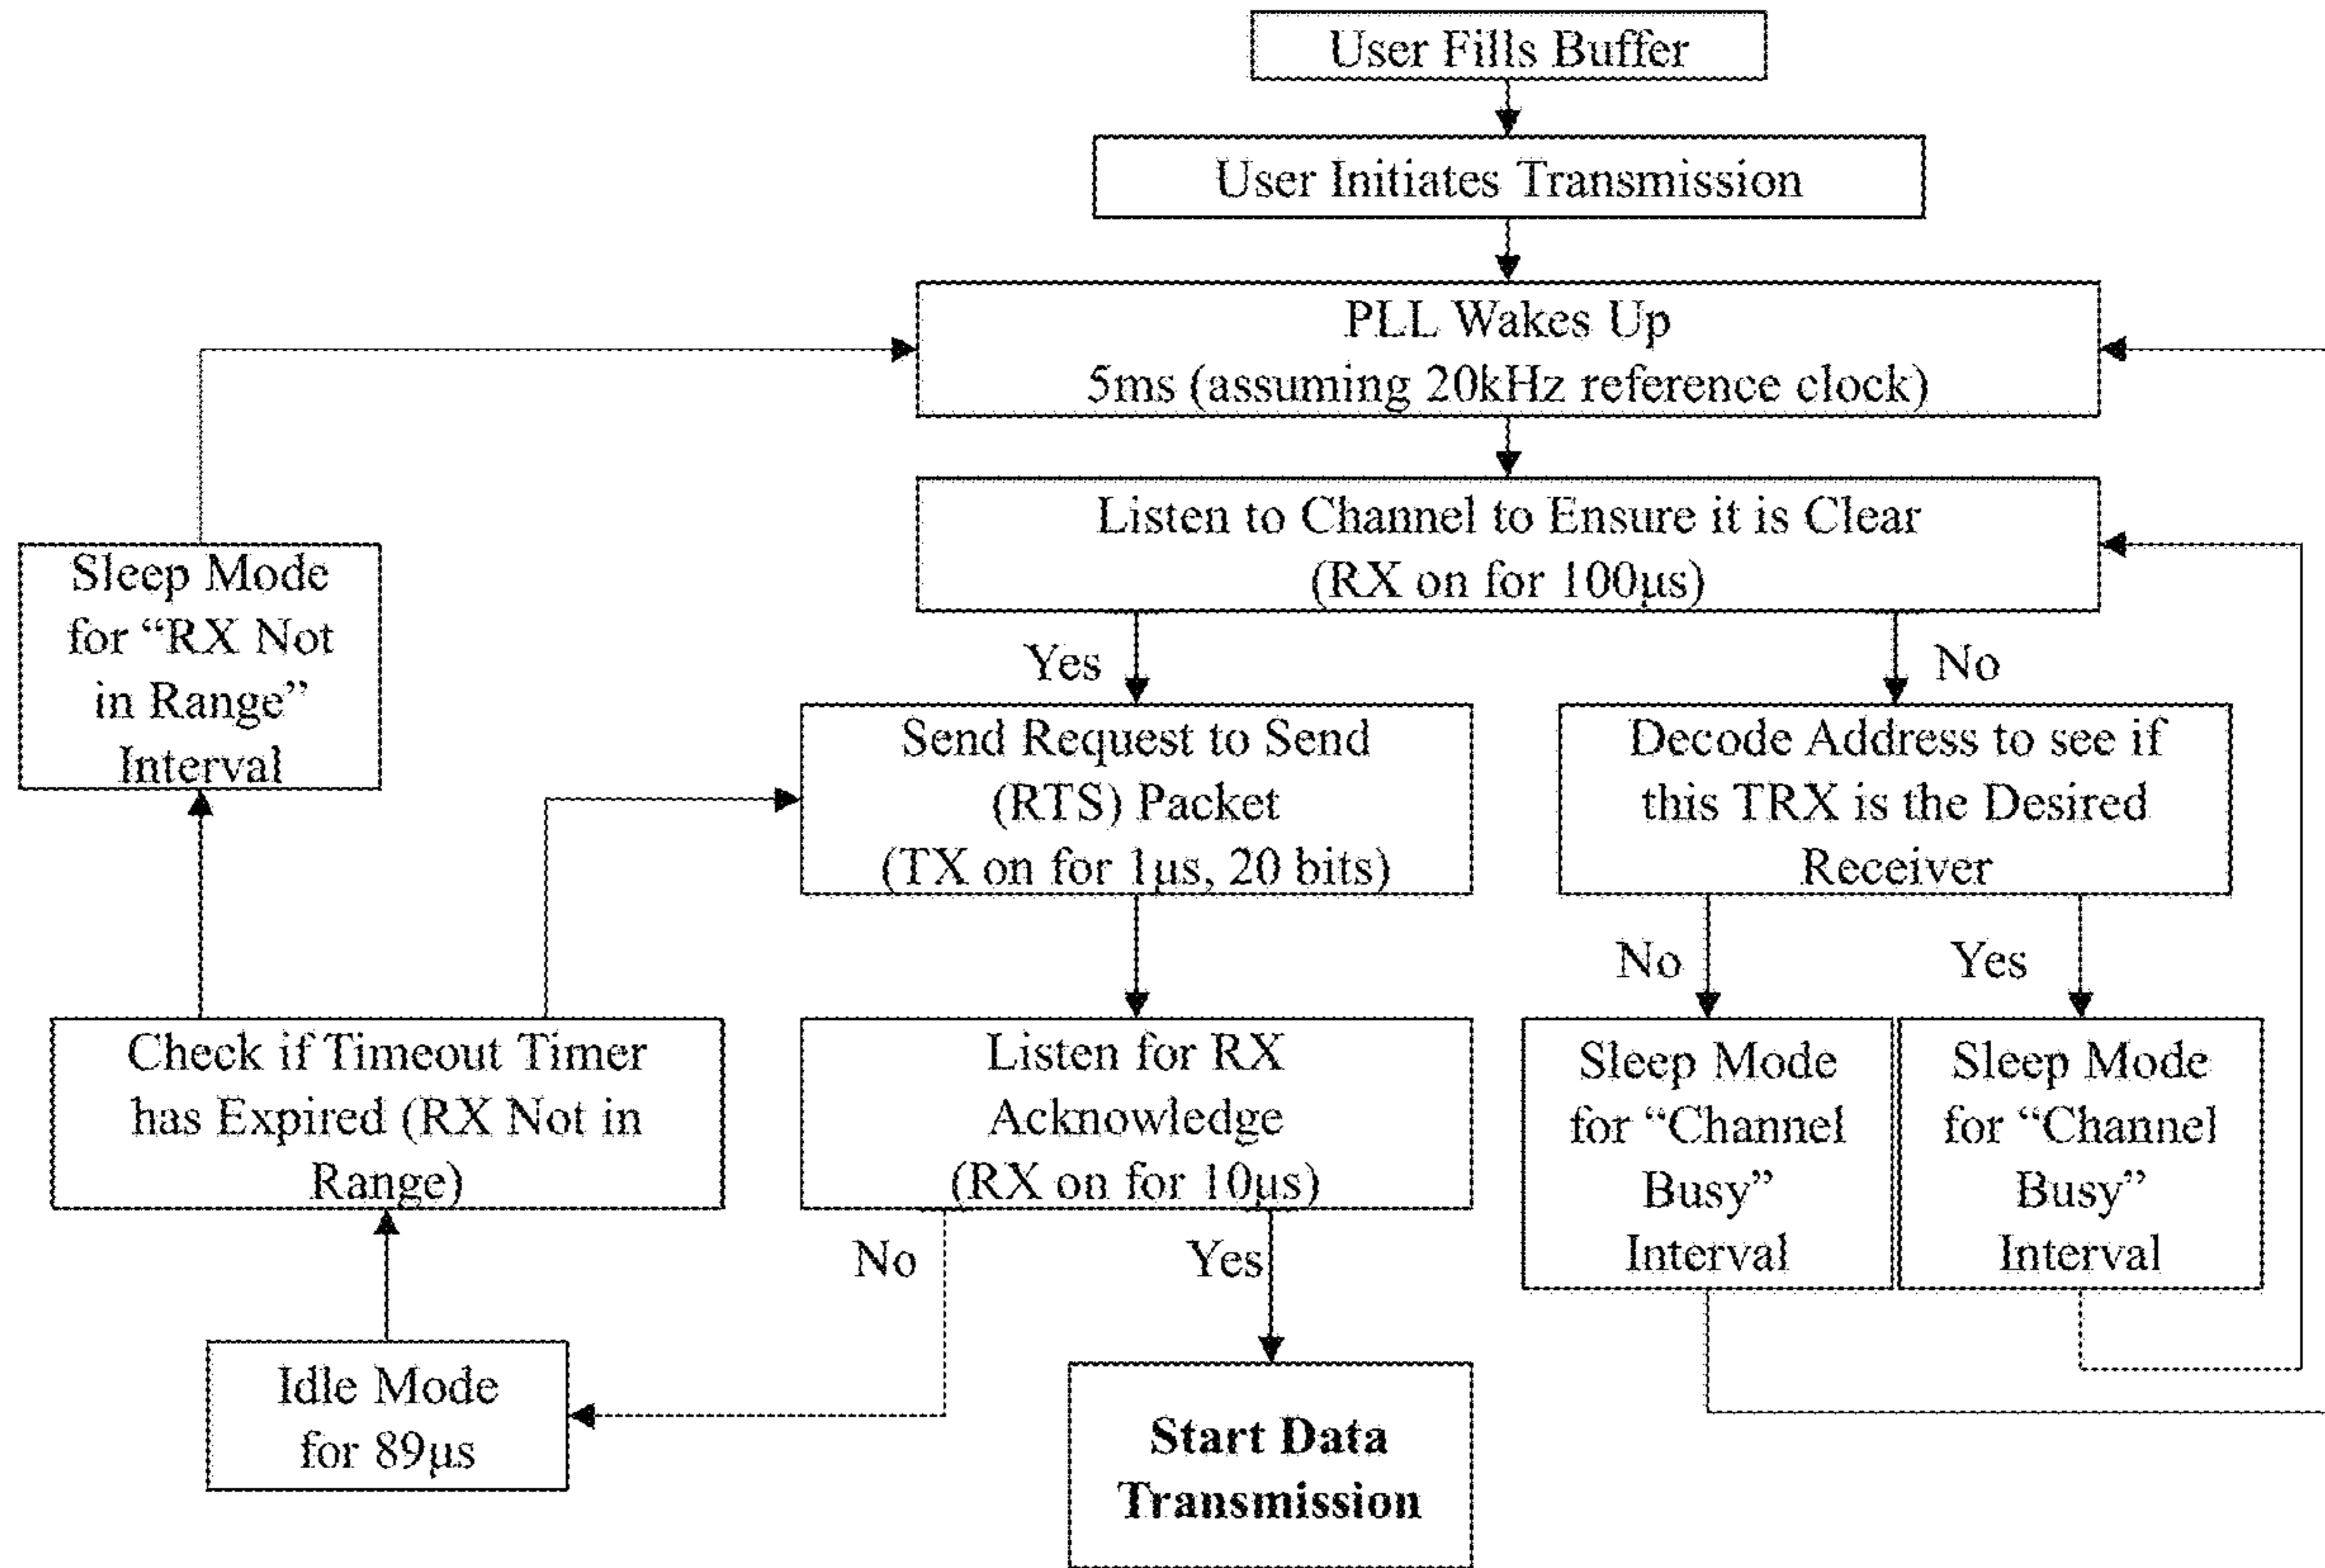 User Fills Buffer
User Initiates Transmission
PLL Wakes Up
5ms (assuming 20kHz reference clock)
Listen to Channel to Ensure it is Clear
(RX on for 100μs)
Sleep Mode
for “RX Not
in Range”
Interval
Yes
No
Send Request to Send
(RTS) Packet
(TX on for 1μs, 20 bits)
Decode Address to see if
this TRX is the Desired
Receiver
No
Yes
Check if Timeout Timer
has Expired (RX Not in
Range)
Listen for RX
Acknowledge
(RX on for 10μs)
Sleep Mode
for “Channel
Busy”
Interval
Sleep Mode
for “Channel
Busy”
Interval
No
Yes
Idle Mode
for 89μs
Start Data
Transmission